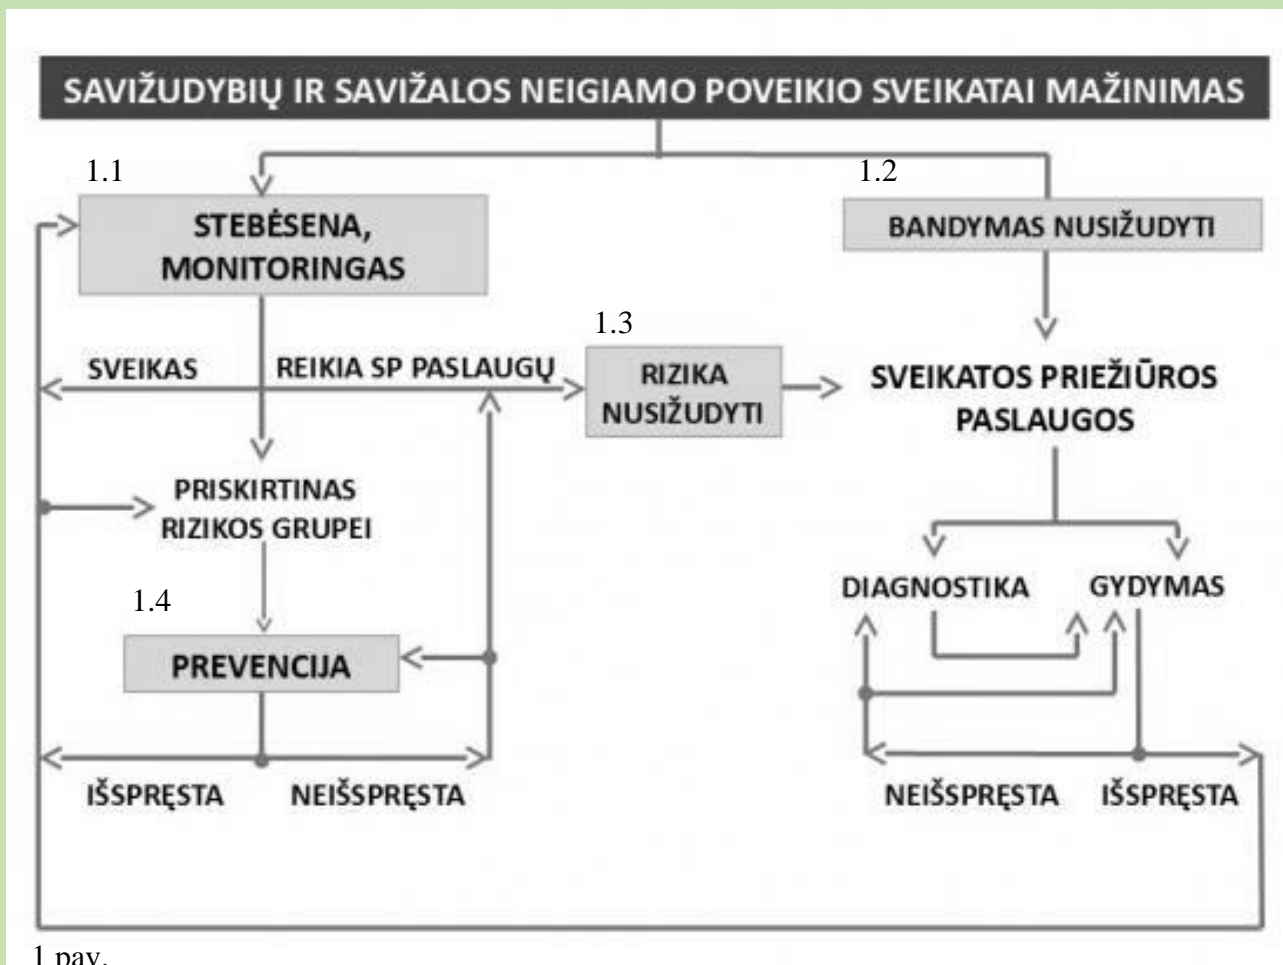 SAVIŽUDYBIŲ IR SAVIŽALOS NEIGIAMO POVEIKIO SVEIKATAI MAŽINIMAS
1.1
STEBĖSENA,
MONITORINGAS
1.2
BANDYMAS NUSIŽUDYTI
SVEIKAS
REIKIA SP PASLAUGŲ
1.3
RIZIKA
NUSIŽUDYTI
SVEIKATOS PRIEŽIŪROS
PASLAUGOS
PRISKIRTINAS
RIZIKOS GRUPEI
DIAGNOSTIKA
GYDYMAS
1.4
PREVENCIJA
IŠSPRĘSTA
NEIŠSPRĘSTA
NEIŠSPRĘSTA
IŠSPRĘSTA
1 pav.